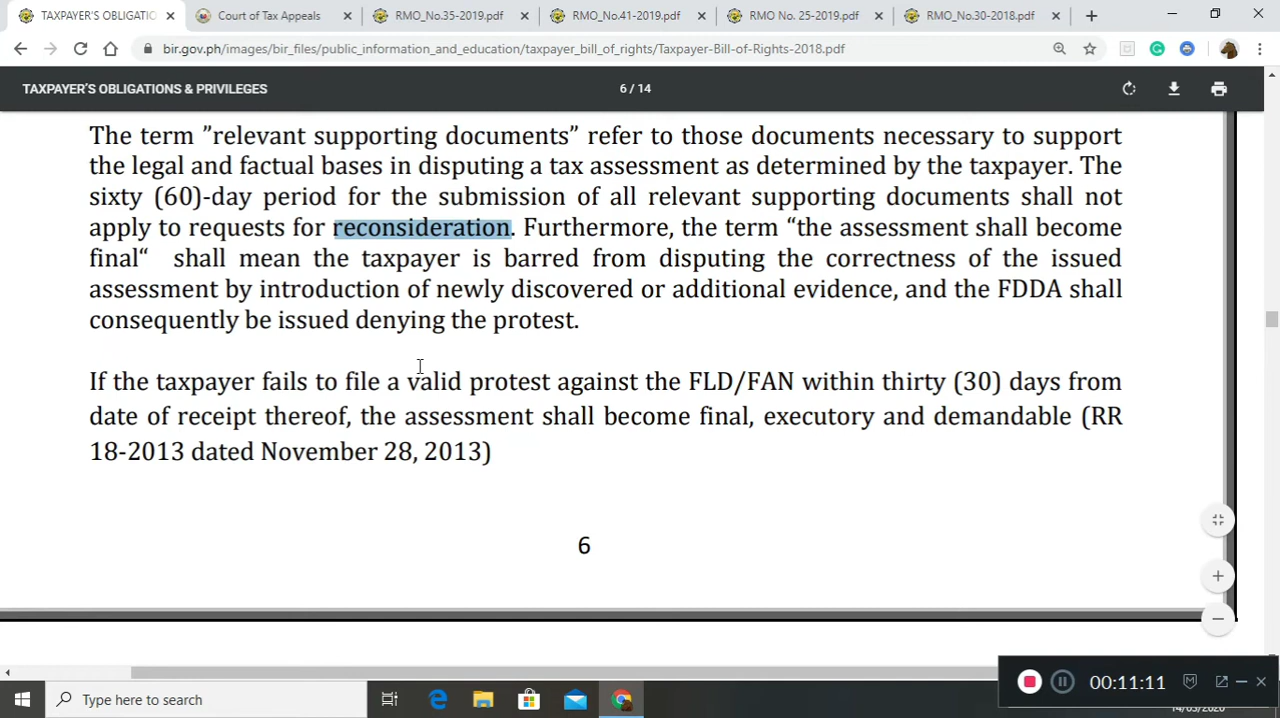 TAXPAYER'S OBLIGATIO
Court of Tax Appeals
RMO_No.35-2019.pdf
RMO_No.41-2019.pdf
RMO No. 25-2019.pdf
RMO_No.30-2018.pdf
bir.gov.ph/images/bir_files/public_information_and_education/taxpayer_bill_of_rights/Taxpayer-Bill-of-Rights-2018.pdf
TAXPAYER'S OBLIGATIONS & PRIVILEGES
6 / 14
The term ”relevant supporting documents” refer to those documents necessary to support
the legal and factual bases in disputing a tax assessment as determined by the taxpayer. The
sixty (60)-day period for the submission of all relevant supporting documents shall not
apply to requests for reconsideration. Furthermore, the term “the assessment shall become
final“ shall mean the taxpayer is barred from disputing the correctness of the issued
assessment by introduction of newly discovered or additional evidence, and the FDDA shall
consequently be issued denying the protest.
If the taxpayer fails to file a valid protest against the FLD/FAN within thirty (30) days from
date of receipt thereof, the assessment shall become final, executory and demandable (RR
18-2013 dated November 28, 2013)
6
Type here to search
00:11:11